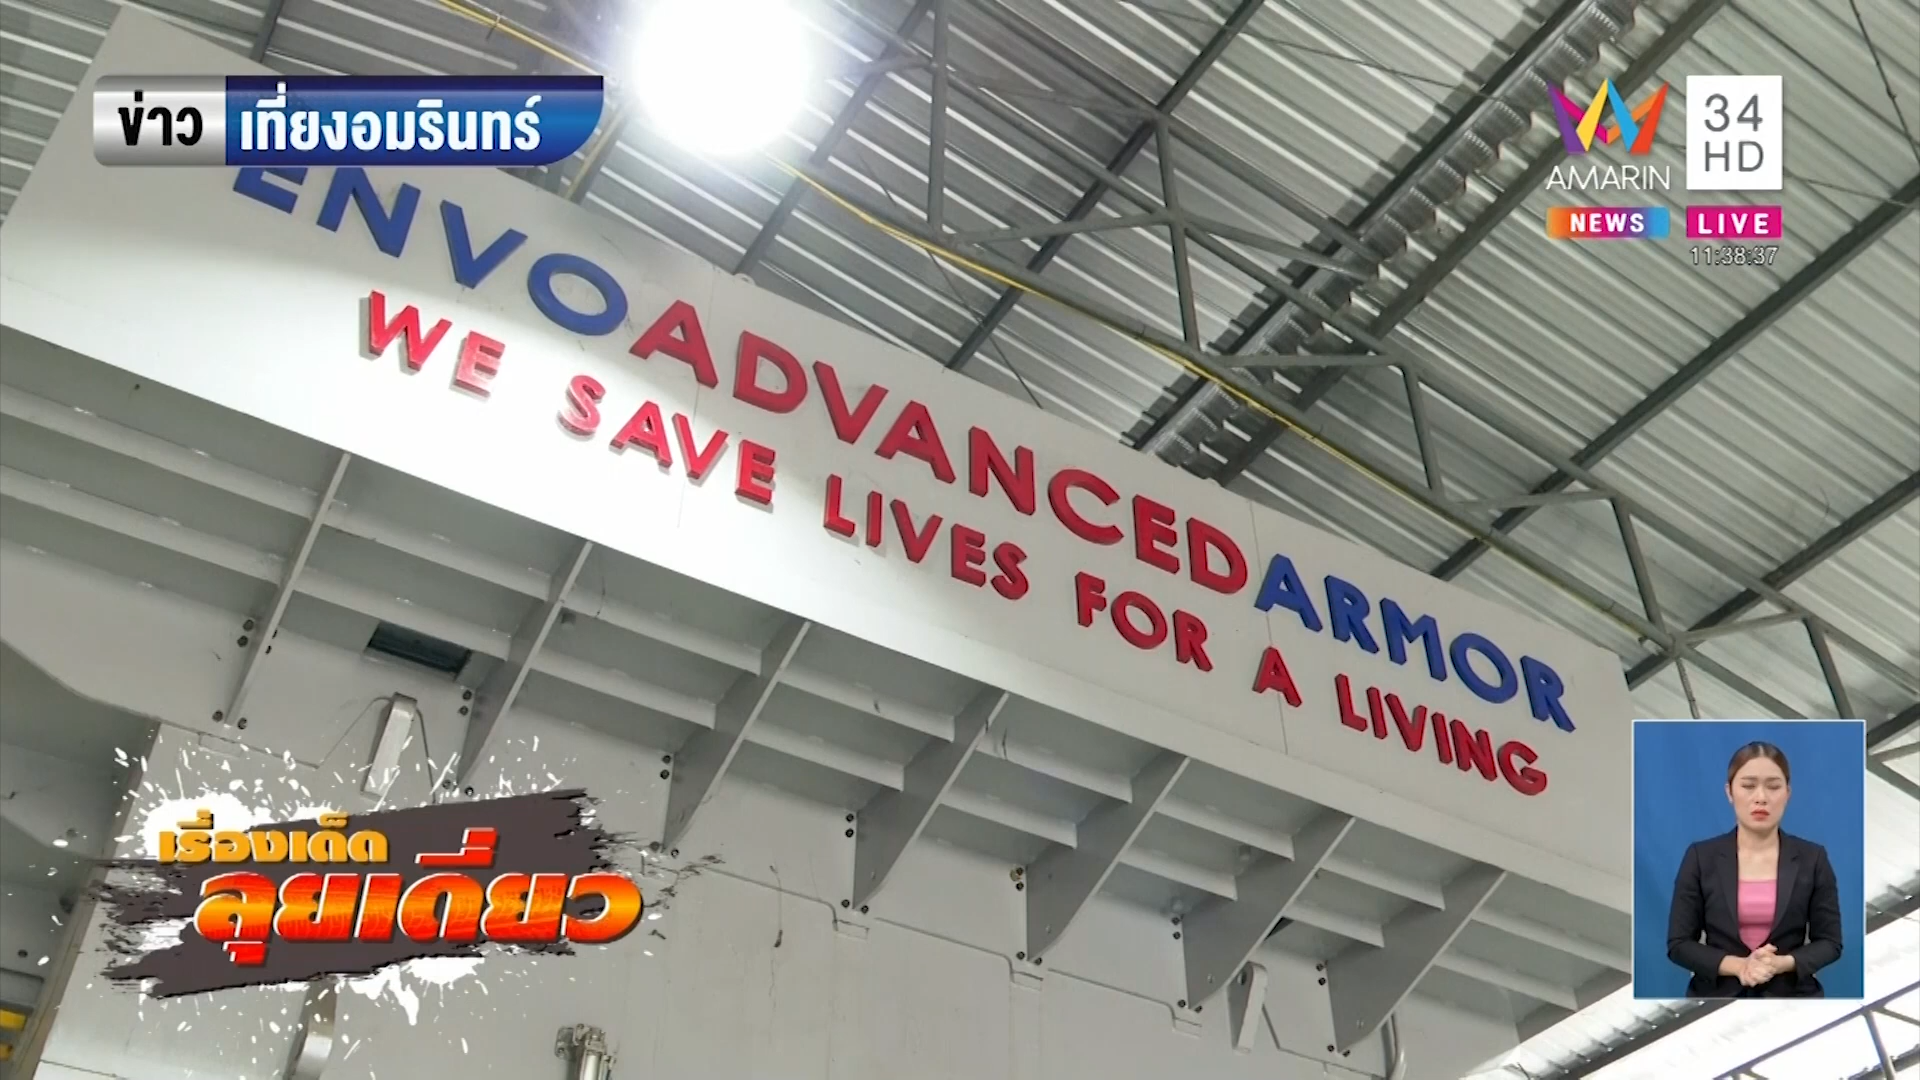 ข่าว เที่ยงอมรินทร์
AMARIN
34
HD
NEWS
LIVE
11:38:37
ENVOADVANCEDARMOR
WE SAVE LIVES FOR A LIVING
เรื่องเด็ด
ลุยเดี่ยว